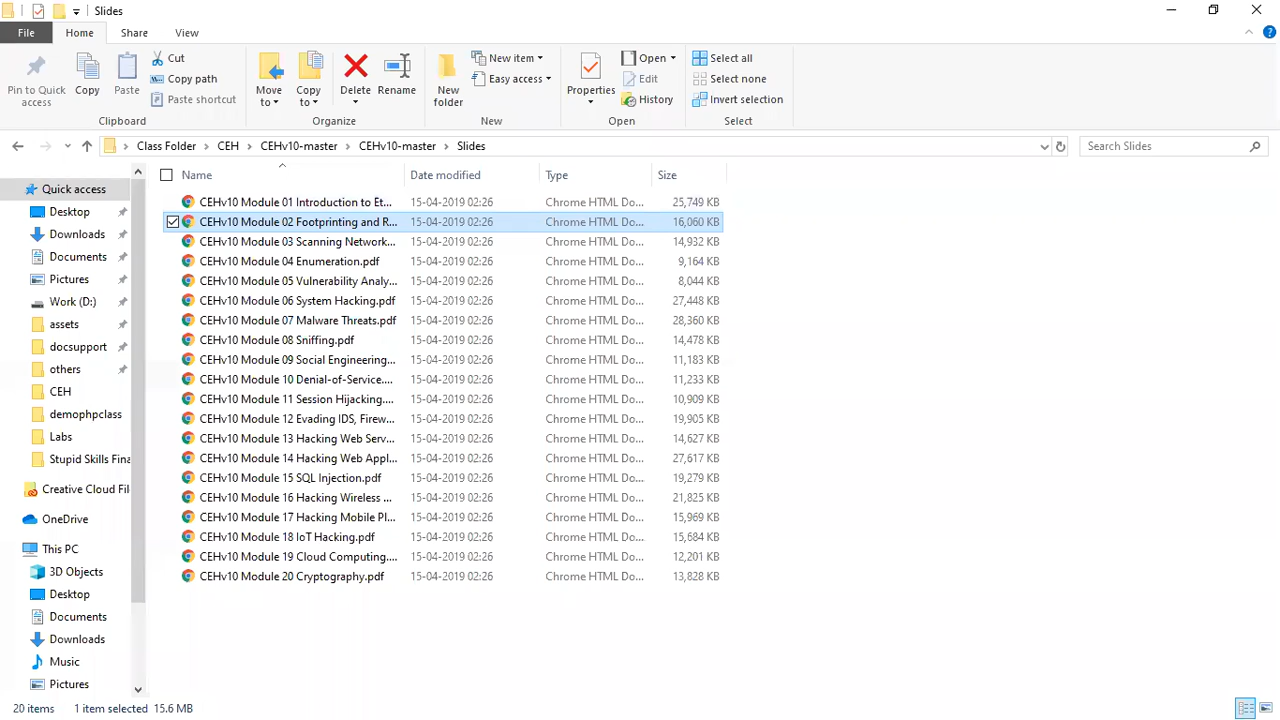 Slides
File Home Share View
Pin to Quick access
Copy
Paste
Cut
Copy path
Paste shortcut
Clipboard
Move to
Copy to
Delete
Rename
Organize
New folder
New item
Easy access
New
Properties
Open
Edit
History
Open
Select all
Select none
Invert selection
Select
Class Folder > CEH > CEHv10-master > CEHv10-master > Slides
Search Slides
Name Date modified Type Size
CEHv10 Module 01 Introduction to Et... 15-04-2019 02:26 Chrome HTML Do... 25,749 KB
CEHv10 Module 02 Footprinting and R... 15-04-2019 02:26 Chrome HTML Do... 16,060 KB
CEHv10 Module 03 Scanning Network... 15-04-2019 02:26 Chrome HTML Do... 14,932 KB
CEHv10 Module 04 Enumeration.pdf 15-04-2019 02:26 Chrome HTML Do... 9,164 KB
CEHv10 Module 05 Vulnerability Analy... 15-04-2019 02:26 Chrome HTML Do... 8,044 KB
CEHv10 Module 06 System Hacking.pdf 15-04-2019 02:26 Chrome HTML Do... 27,448 KB
CEHv10 Module 07 Malware Threats.pdf 15-04-2019 02:26 Chrome HTML Do... 28,360 KB
CEHv10 Module 08 Sniffing.pdf 15-04-2019 02:26 Chrome HTML Do... 14,478 KB
CEHv10 Module 09 Social Engineering... 15-04-2019 02:26 Chrome HTML Do... 11,183 KB
CEHv10 Module 10 Denial-of-Service.... 15-04-2019 02:26 Chrome HTML Do... 11,233 KB
CEHv10 Module 11 Session Hijacking.... 15-04-2019 02:26 Chrome HTML Do... 10,909 KB
CEHv10 Module 12 Evading IDS, Firew... 15-04-2019 02:26 Chrome HTML Do... 19,905 KB
CEHv10 Module 13 Hacking Web Serv... 15-04-2019 02:26 Chrome HTML Do... 14,627 KB
CEHv10 Module 14 Hacking Web Appl... 15-04-2019 02:26 Chrome HTML Do... 27,617 KB
CEHv10 Module 15 SQL Injection.pdf 15-04-2019 02:26 Chrome HTML Do... 19,279 KB
CEHv10 Module 16 Hacking Wireless ... 15-04-2019 02:26 Chrome HTML Do... 21,825 KB
CEHv10 Module 17 Hacking Mobile Pl... 15-04-2019 02:26 Chrome HTML Do... 15,969 KB
CEHv10 Module 18 IoT Hacking.pdf 15-04-2019 02:26 Chrome HTML Do... 15,684 KB
CEHv10 Module 19 Cloud Computing.... 15-04-2019 02:26 Chrome HTML Do... 12,201 KB
CEHv10 Module 20 Cryptography.pdf 15-04-2019 02:26 Chrome HTML Do... 13,828 KB
Quick access
Desktop
Downloads
Documents
Pictures
Work (D:)
assets
docsupport
others
CEH
demophpclass
Labs
Stupid Skills Fina
Creative Cloud Fil
OneDrive
This PC
3D Objects
Desktop
Documents
Downloads
Music
Pictures
20 items 1 item selected 15.6 MB